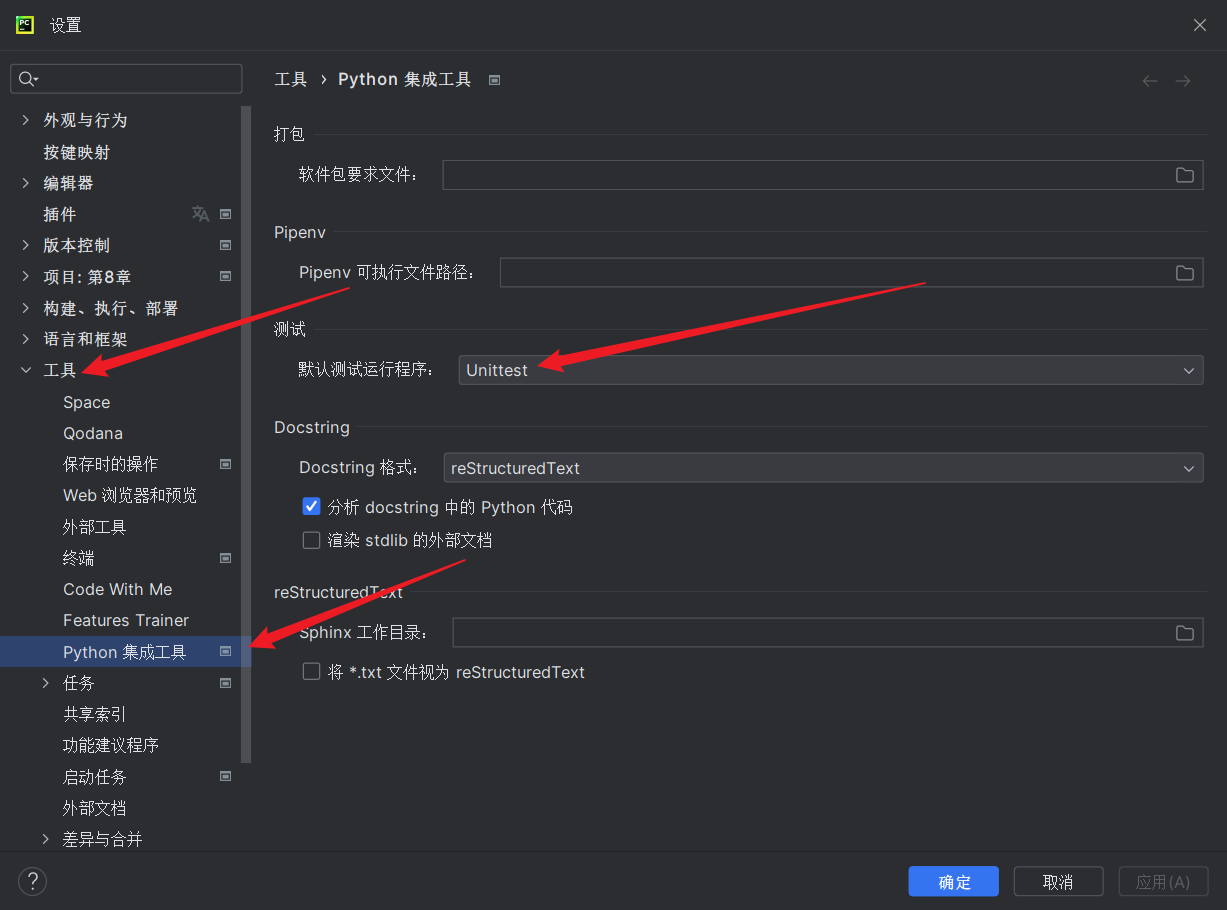 设置
外观与行为
按键映射
编辑器
插件
版本控制
项目: 第8章
构建、执行、部署
语言和框架
工具
Space
Qodana
保存时的操作
Web 浏览器和预览
外部工具
终端
Code With Me
Features Trainer
Python 集成工具
任务
共享索引
功能建议程序
启动任务
外部文档
差异与合并
工具 › Python 集成工具
打包
软件包要求文件:
Pipenv
Pipenv 可执行文件路径:
测试
默认测试运行程序: Unittest
Docstring
Docstring 格式: reStructuredText
分析 docstring 中的 Python 代码
渲染 stdlib 的外部文档
reStructuredText
Sphinx 工作目录:
将 *.txt 文件视为 reStructuredText
? 确定 取消 应用(A)